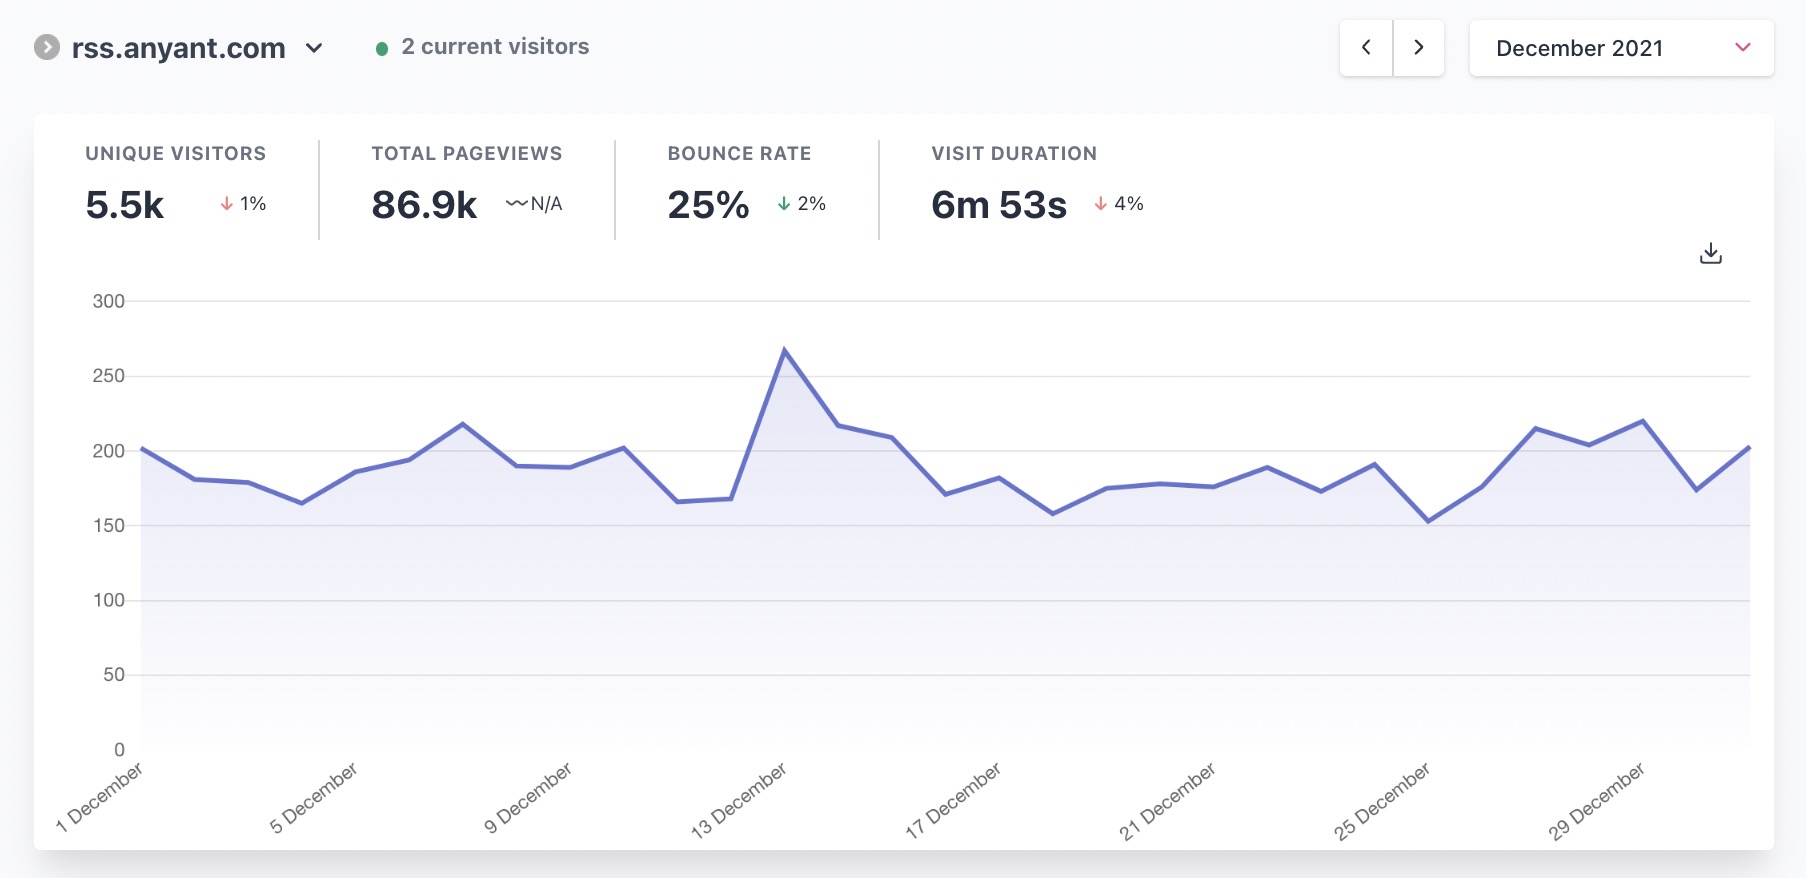 rss.anyant.com
2 current visitors
December 2021
UNIQUE VISITORS
5.5k 1%
TOTAL PAGEVIEWS
86.9k N/A
BOUNCE RATE
25% 2%
VISIT DURATION
6m 53s 4%
300
250
200
150
100
50
0
1 December
5 December
9 December
13 December
17 December
21 December
25 December
29 December